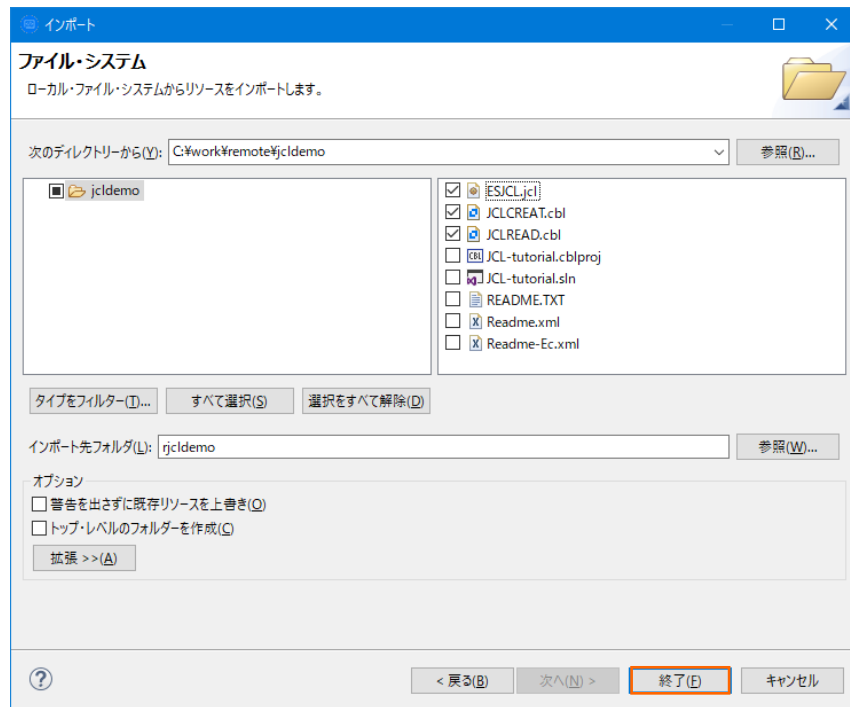 インポート
ファイル・システム
ローカル・ファイル・システムからリソースをインポートします。
次のディレクトリーから(Y): C:¥work¥remote¥jcldemo 参照(R)...
jcldemo
ESJCL.jcl
JCLCREAT.cbl
JCLREAD.cbl
CBL JCL-tutorial.cblproj
JCL-tutorial.sln
README.TXT
X Readme.xml
X Readme-Ec.xml
タイプをフィルター(T)... すべて選択(S) 選択をすべて解除(D)
インポート先フォルダ(L): rjcldemo 参照(W)...
オプション
警告を出さずに既存リソースを上書き(O)
トップ・レベルのフォルダーを作成(C)
拡張 >>(A)
? < 戻る(B) 次へ(N) > 終了(F) キャンセル